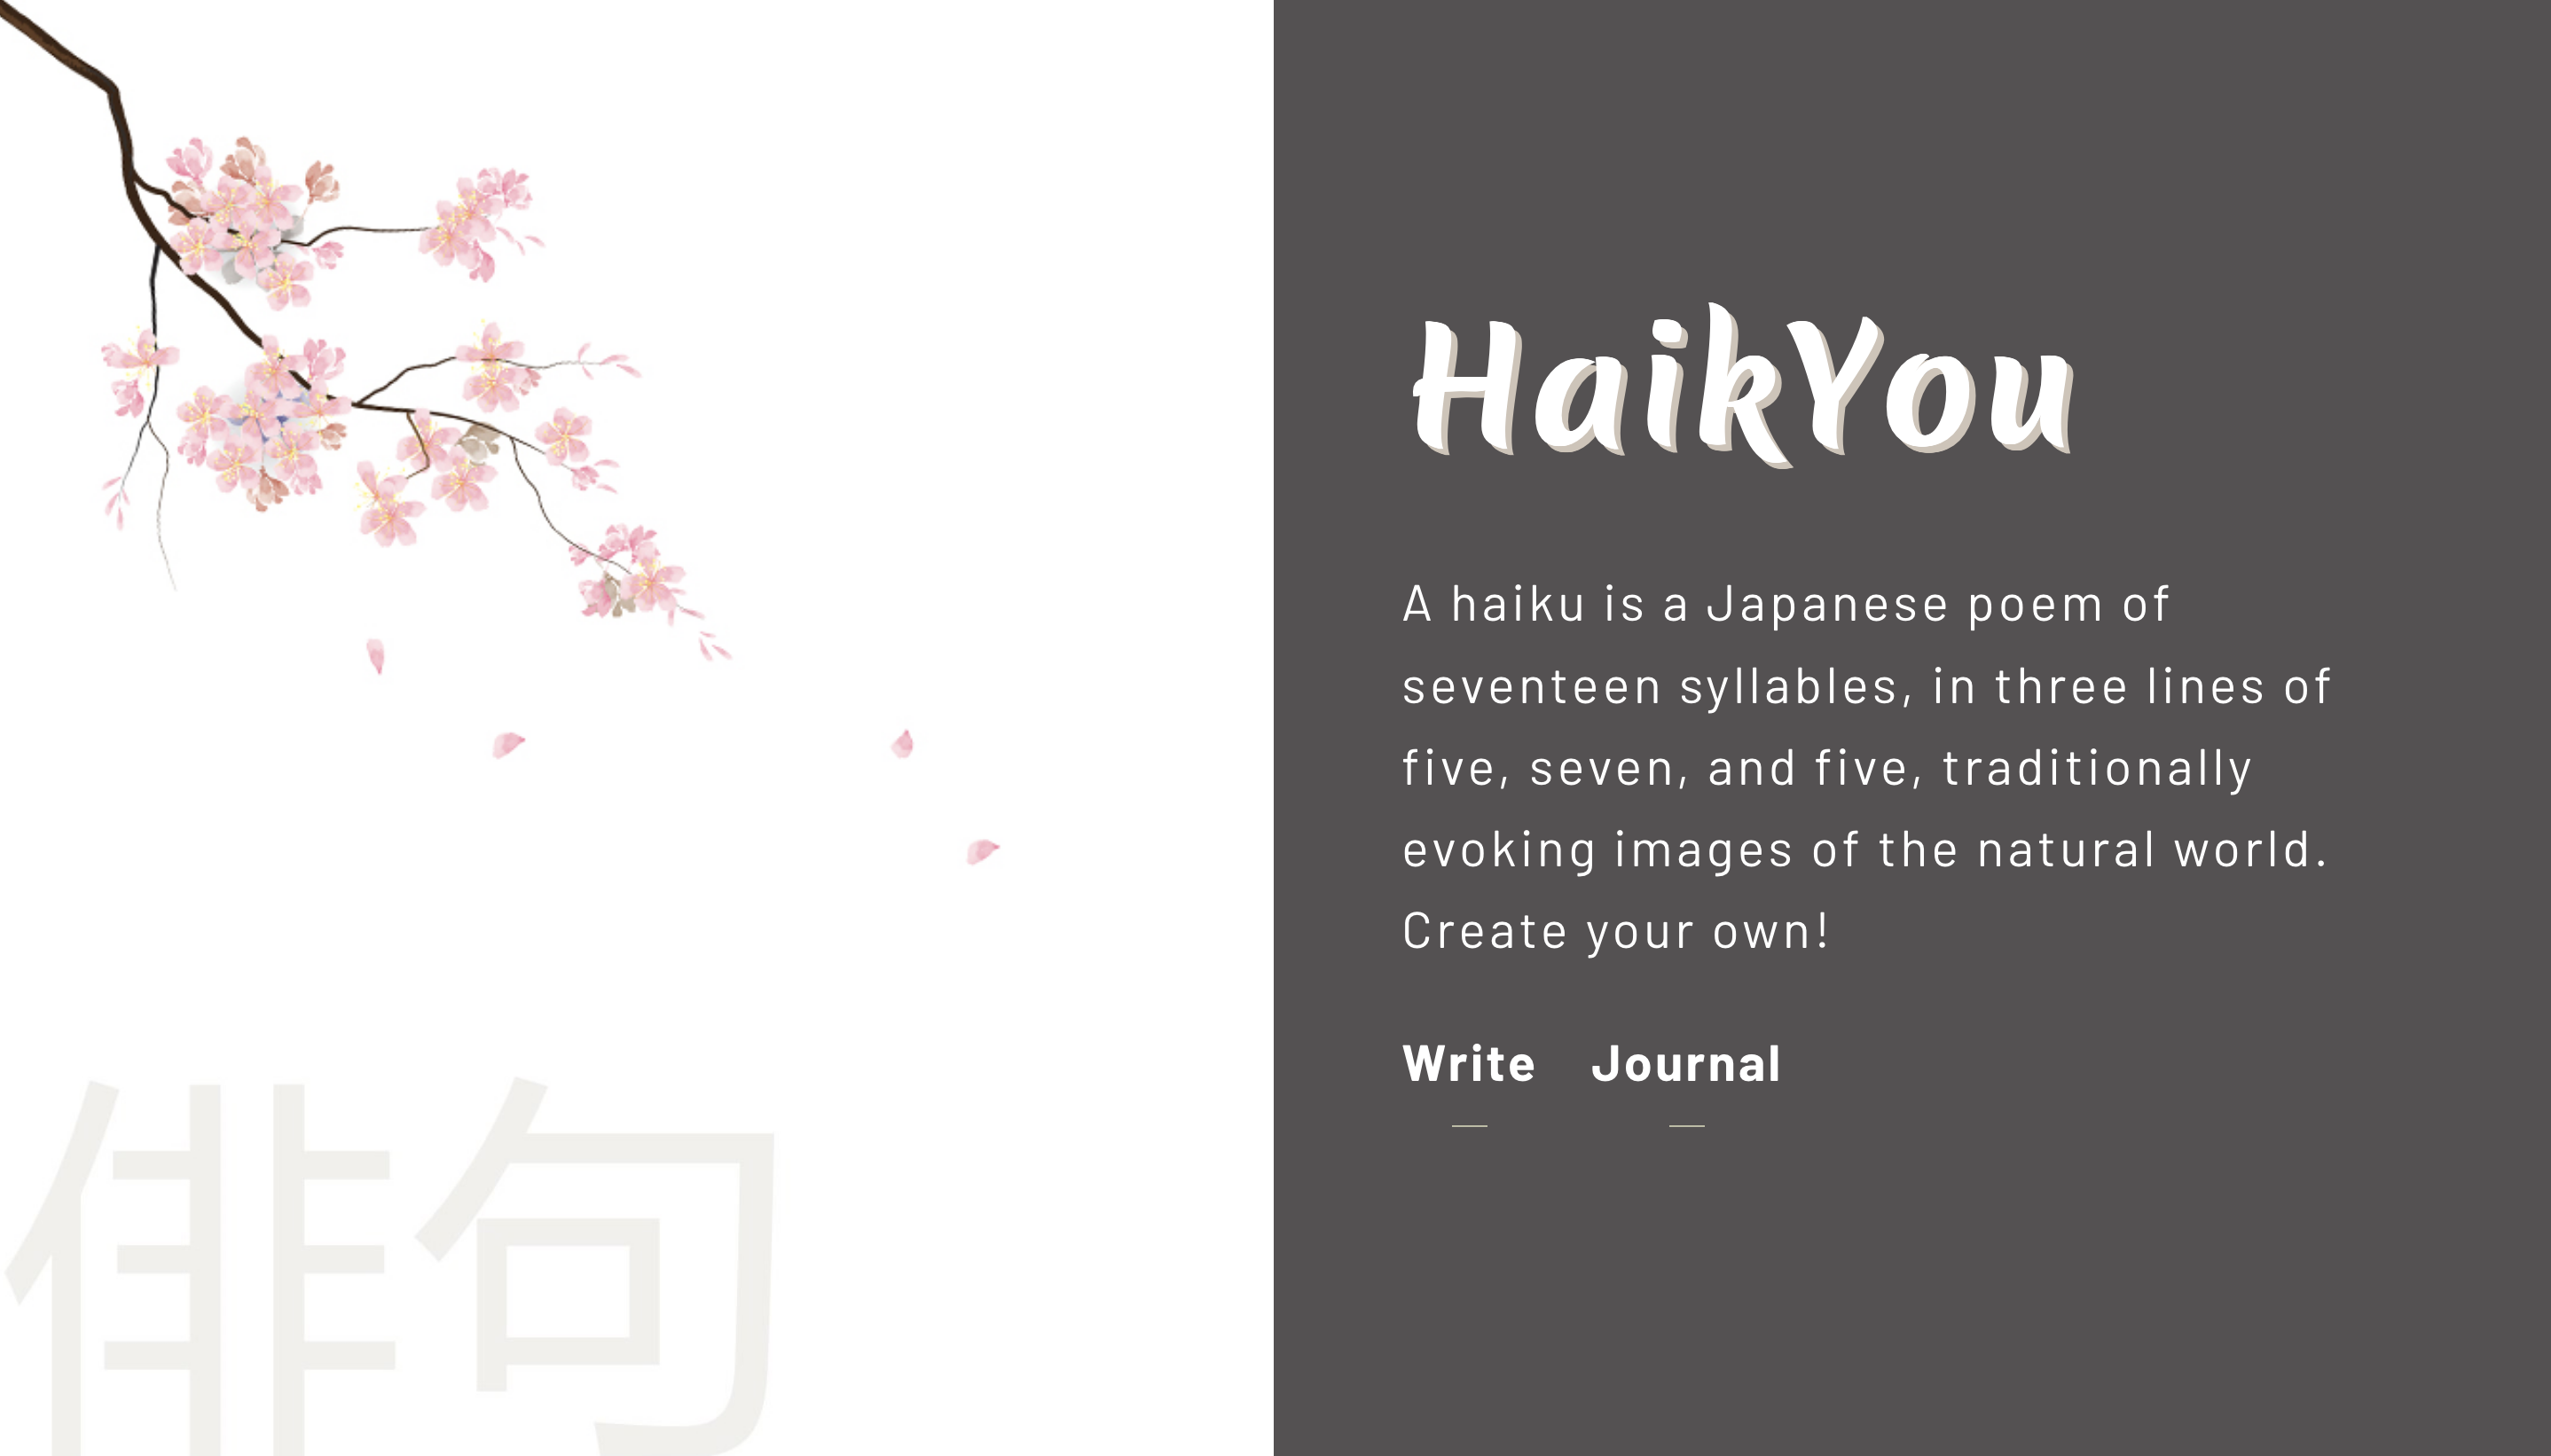 HaikYou
A haiku is a Japanese poem of
seventeen syllables, in three lines of
five, seven, and five, traditionally
evoking images of the natural world.
Create your own!
Write Journal
俳句